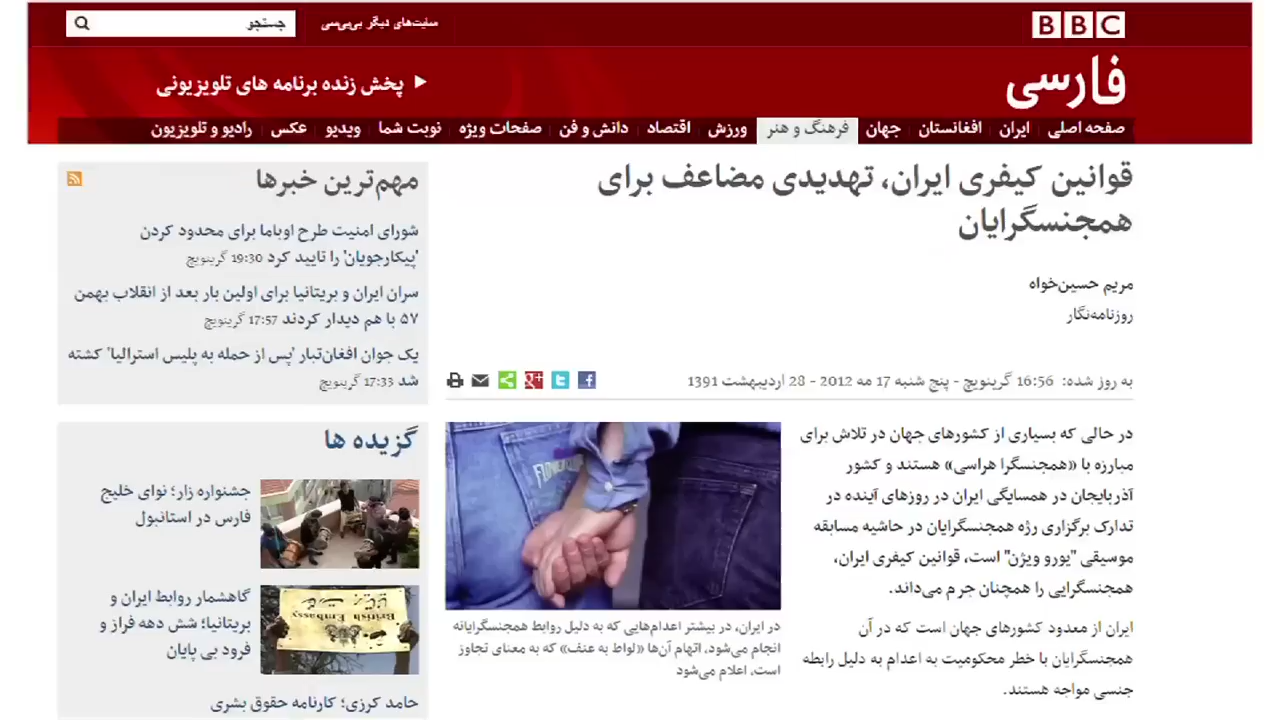 BBC
سایت‌های دیگر بی‌بی‌سی
جستجو
فارسی
پخش زنده برنامه های تلویزیونی
صفحه اصلی
ایران
افغانستان
جهان
فرهنگ و هنر
ورزش
اقتصاد
دانش و فن
صفحات ویژه
نوبت شما
ویدیو
عکس
رادیو و تلویزیون
قوانین کیفری ایران، تهدیدی مضاعف برای
همجنسگرایان
مریم حسین‌خواه
روزنامه‌نگار
به روز شده: 16:56 گرینویچ - پنج شنبه 17 مه 2012 - 28 اردیبهشت 1391
در حالی که بسیاری از کشورهای جهان در تلاش برای
مبارزه با «همجنسگرا هراسی» هستند و کشور
آذربایجان در همسایگی ایران در روزهای آینده در
تدارک برگزاری رژه همجنسگرایان در حاشیه مسابقه
موسیقی "یورو ویژن" است، قوانین کیفری ایران،
همجنسگرایی را همچنان جرم می‌داند.
ایران از معدود کشورهای جهان است که در آن
همجنسگرایان با خطر محکومیت به اعدام به دلیل رابطه
جنسی مواجه هستند.
در ایران، در بیشتر اعدام‌هایی که به دلیل روابط همجنسگرایانه
انجام می‌شود، اتهام آن‌ها «لواط به عنف» که به معنای تجاوز
است، اعلام می‌شود
مهم‌ترین خبرها
شورای امنیت طرح اوباما برای محدود کردن
'پیکارجویان' را تایید کرد 19:30 گرینویچ
سران ایران و بریتانیا برای اولین بار بعد از انقلاب بهمن
۵۷ با هم دیدار کردند 17:57 گرینویچ
یک جوان افغان‌تبار 'پس از حمله به پلیس استرالیا' کشته
شد 17:33 گرینویچ
گزیده ها
جشنواره زار؛ نوای خلیج
فارس در استانبول
گاهشمار روابط ایران و
بریتانیا؛ شش دهه فراز و
فرود بی پایان
British Embassy
حامد کرزی؛ کارنامه حقوق بشری